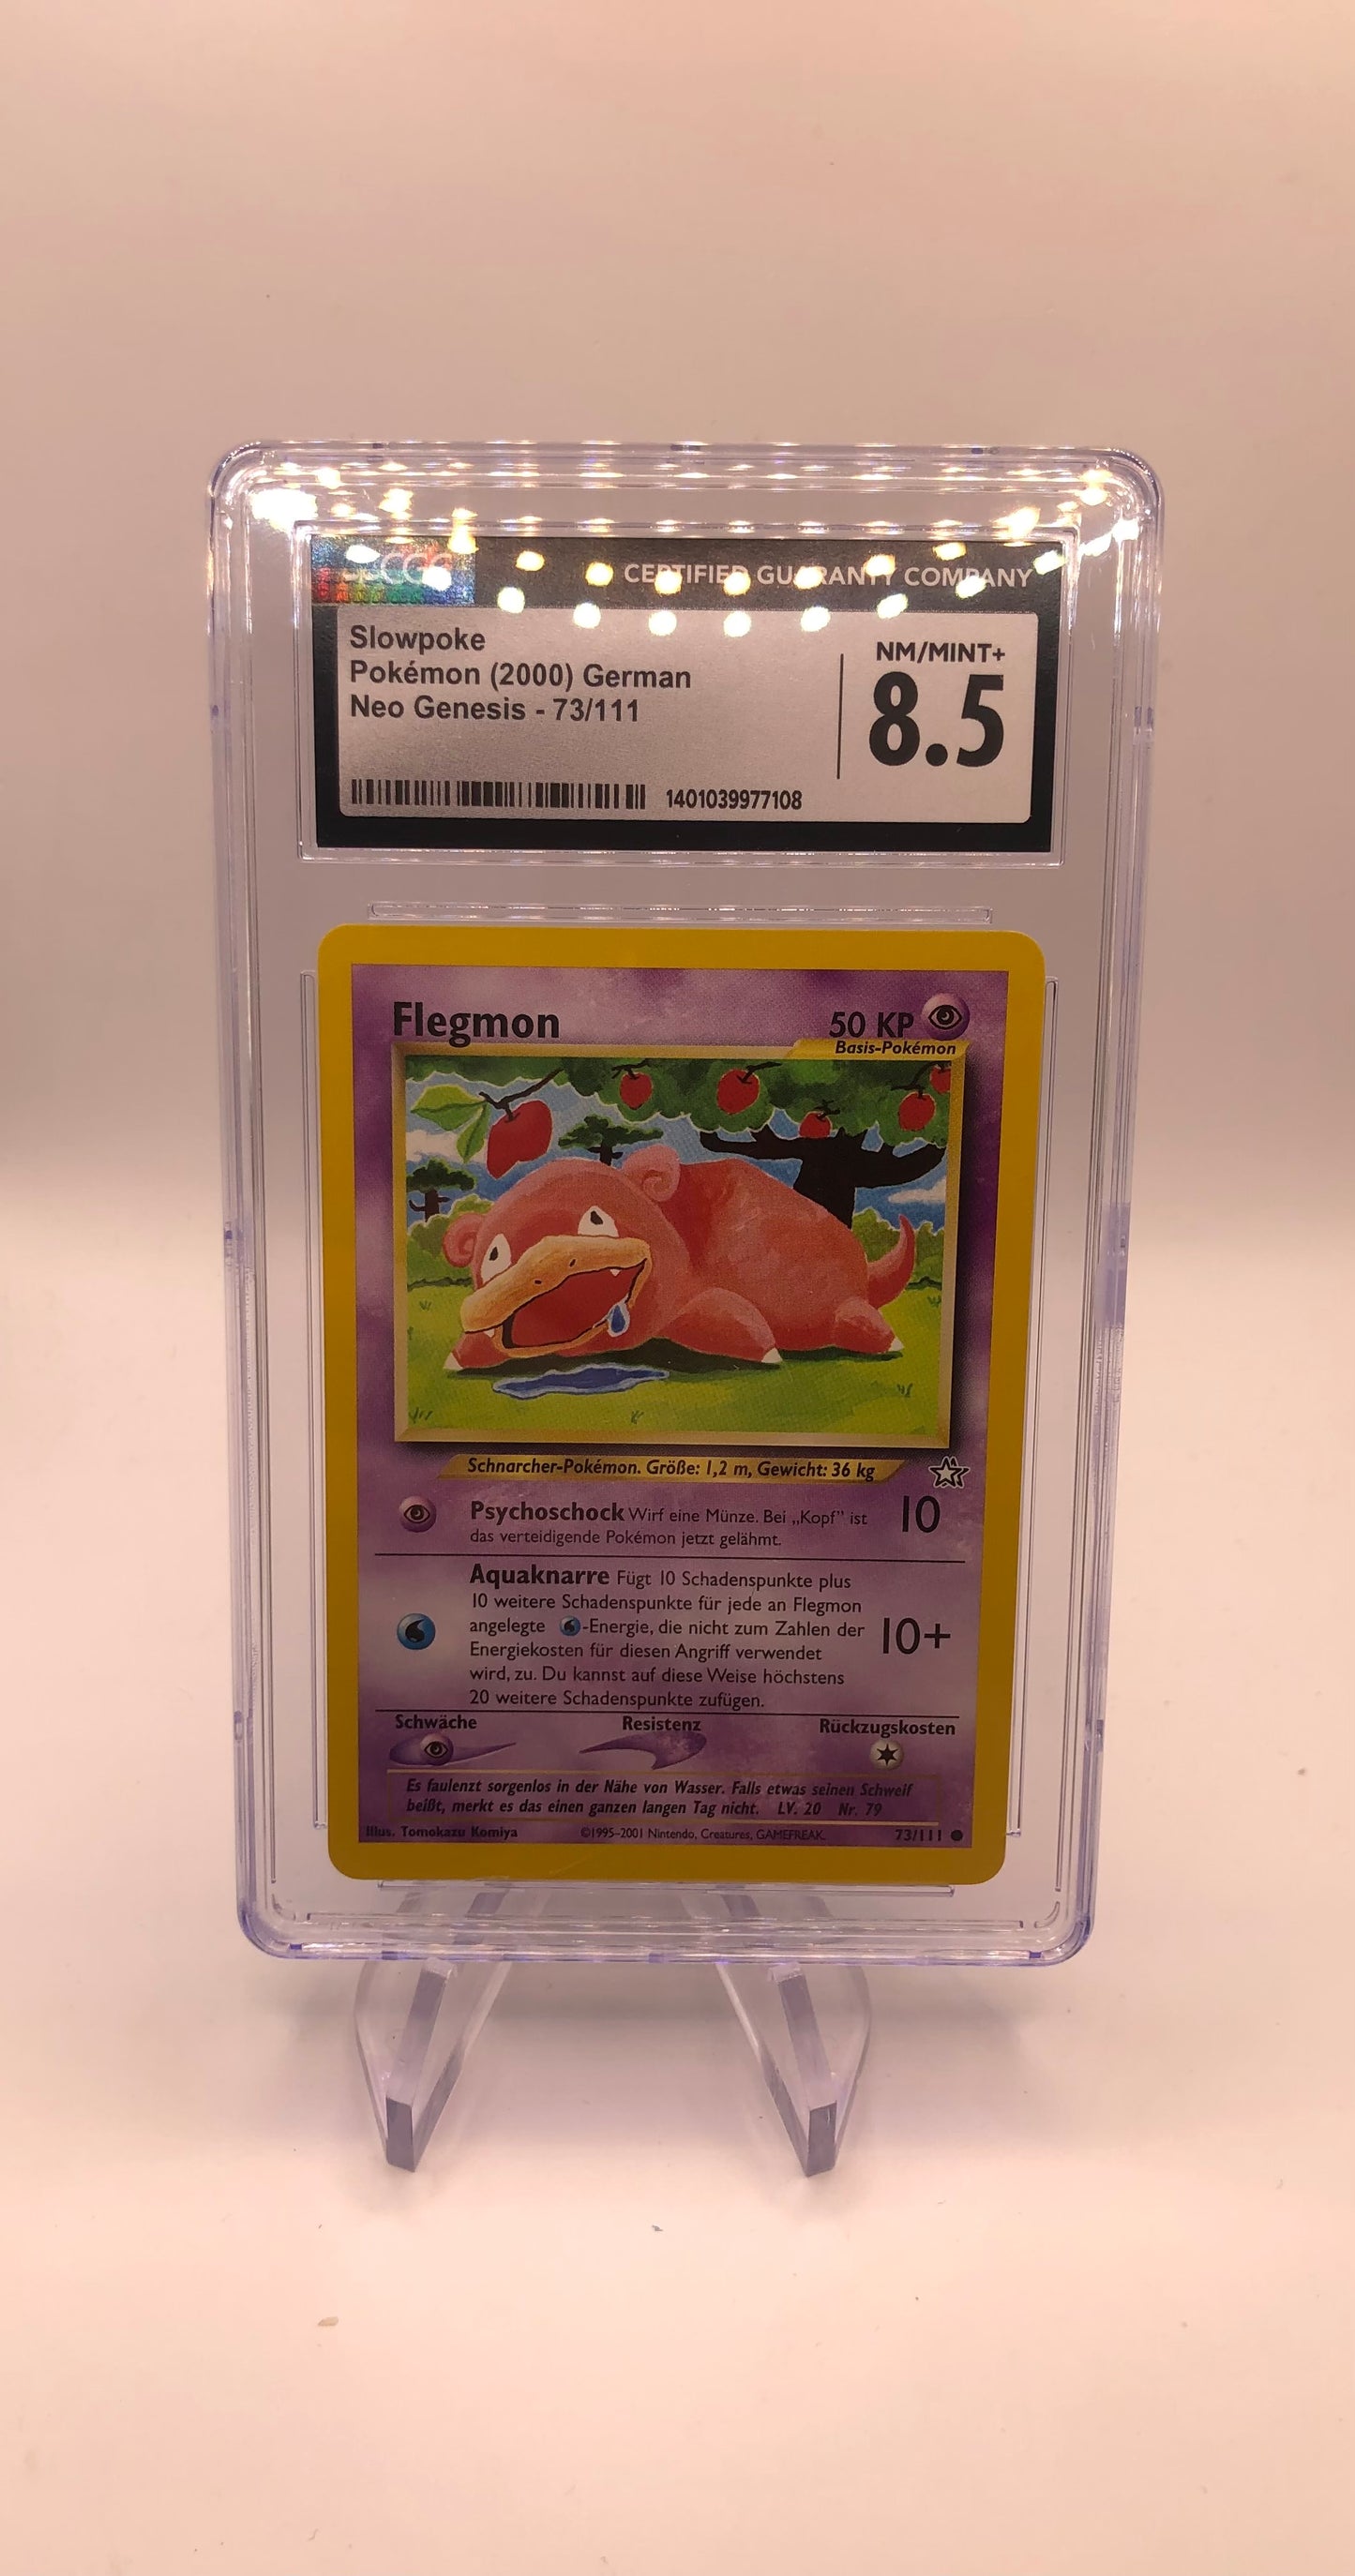 CGC
CERTIFIED GUARANTY COMPANY
Slowpoke
Pokémon (2000) German
Neo Genesis - 73/111
NM/MINT+
8.5
1401039977108
Flegmon
50 KP
Basis-Pokémon
Schnarcher-Pokémon. Größe: 1,2 m, Gewicht: 36 kg
Psychoschock Wirf eine Münze. Bei „Kopf” ist
das verteidigende Pokémon jetzt gelähmt.
10
Aquaknarre Fügt 10 Schadenspunkte plus
10 weitere Schadenspunkte für jede an Flegmon
angelegte -Energie, die nicht zum Zahlen der
Energiekosten für diesen Angriff verwendet
wird, zu. Du kannst auf diese Weise höchstens
20 weitere Schadenspunkte zufügen.
10+
Schwäche Resistenz Rückzugskosten
Es faulenzt sorgenlos in der Nähe von Wasser. Falls etwas seinen Schweif
beißt, merkt es das einen ganzen langen Tag nicht. LV. 20 Nr. 79
Illus. Tomokazu Komiya ©1995-2001 Nintendo, Creatures, GAMEFREAK. 73/111